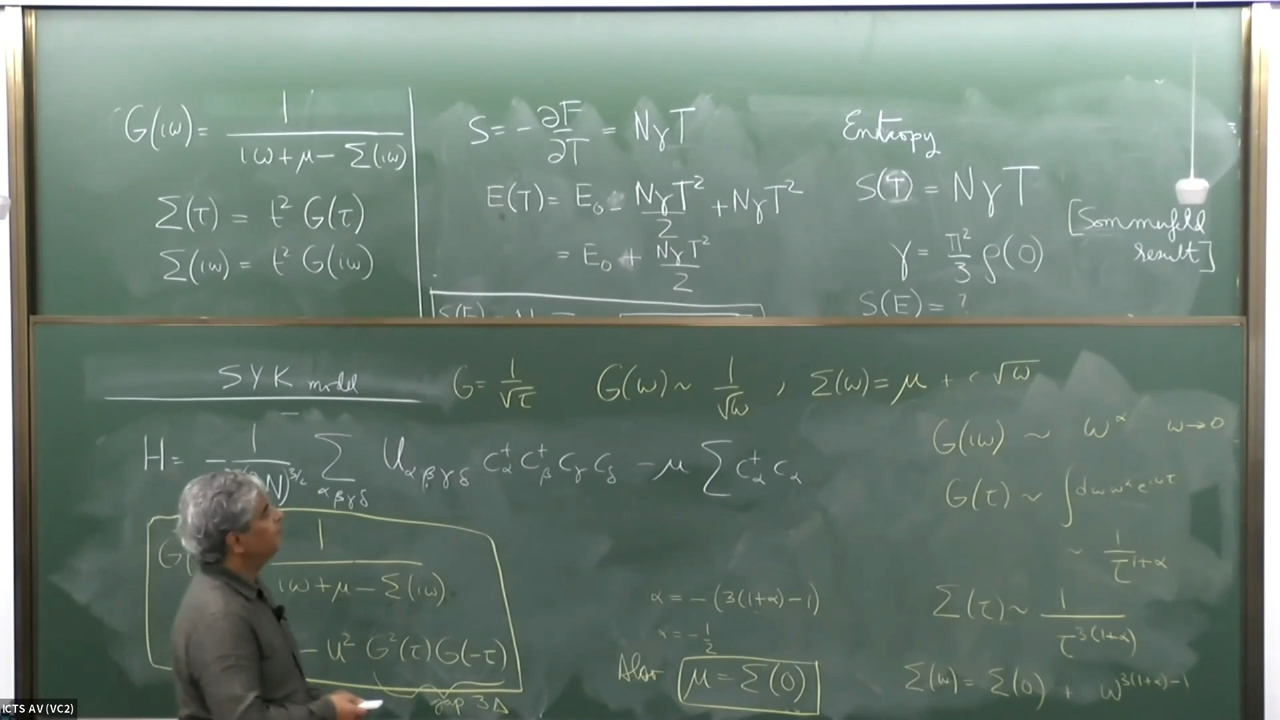 G(iω) = 1 / (iω + μ − Σ(iω))
Σ(τ) = t² G(τ)
Σ(iω) = t² G(iω)
S = − ∂F/∂T = NγT
E(T) = E₀ − NγT²/2 + NγT²
= E₀ + NγT²/2
Entropy
S(T) = NγT
[Sommerfeld
result]
γ = π²/3 ρ(0)
S(E) = ?
SYK model
G = 1/√τ G(ω) ~ 1/√ω , Σ(ω) = μ + √ω
H = − 1/( N)^{3/2} Σ_{αβγδ} U_{αβγδ} c†_α c†_β c_γ c_δ − μ Σ c†_α c_α
G( 1 / iω + μ − Σ(iω)
− U² G²(τ) G(−τ)
gap 3Δ
α = −(3(1+α)−1)
α = −1/2
Also μ = Σ(0)
G(iω) ~ ω^α ω→0
G(τ) ~ ∫ dω ω^α e^{iωτ}
~ 1/τ^{1+α}
Σ(τ) ~ 1/τ^{3(1+α)}
Σ(ω) = Σ(0) + ω^{3(1+α)−1}
ICTS AV (VC2)